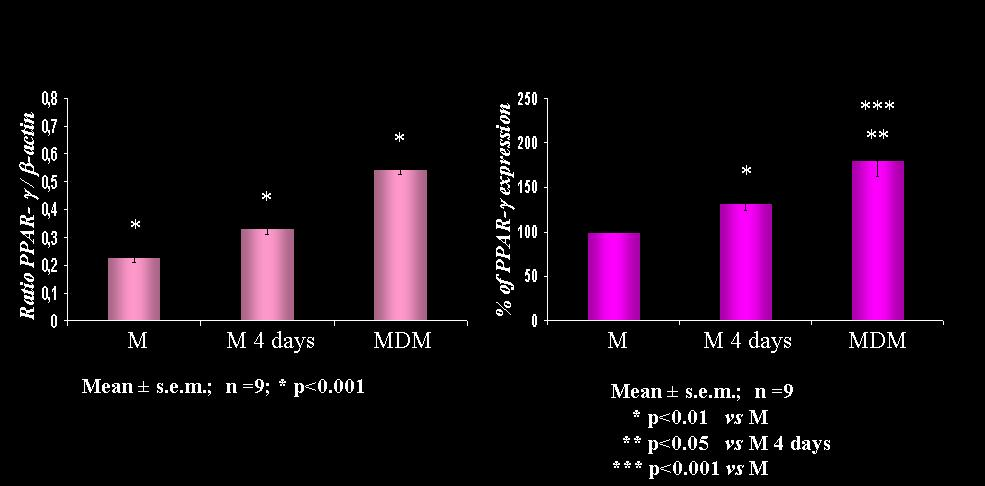 Ratio PPAR- γ / β-actin
0,8
0,7
0,6
0,5
0,4
0,3
0,2
0,1
0
*
*
*
M
M 4 days
MDM
Mean ± s.e.m.; n =9; * p<0.001
% of PPAR-γ expression
250
200
150
100
50
0
*
***
**
M
M 4 days
MDM
Mean ± s.e.m.; n =9
* p<0.01 vs M
** p<0.05 vs M 4 days
*** p<0.001 vs M